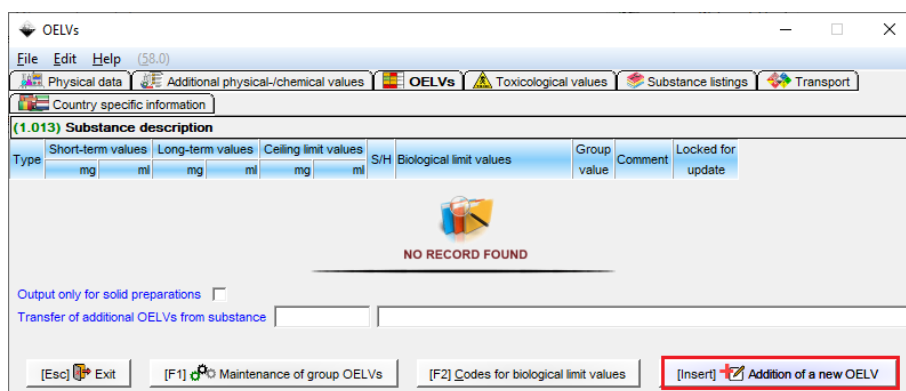 OELVs
File Edit Help (58.0)
Physical data Additional physical-/chemical values OELVs Toxicological values Substance listings Transport
Country specific information
(1.013) Substance description
Type Short-term values Long-term values Ceiling limit values S/H Biological limit values Group value Comment Locked for update
mg ml mg ml mg ml
NO RECORD FOUND
Output only for solid preparations
Transfer of additional OELVs from substance
[Esc] Exit [F1] Maintenance of group OELVs [F2] Codes for biological limit values [Insert] Addition of a new OELV